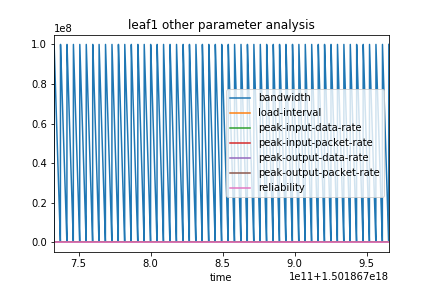 leaf1 other parameter analysis
1e8
1.0
0.8
0.6
0.4
0.2
0.0
bandwidth
load-interval
peak-input-data-rate
peak-input-packet-rate
peak-output-data-rate
peak-output-packet-rate
reliability
7.5 8.0 8.5 9.0 9.5
time
1e11+1.501867e18